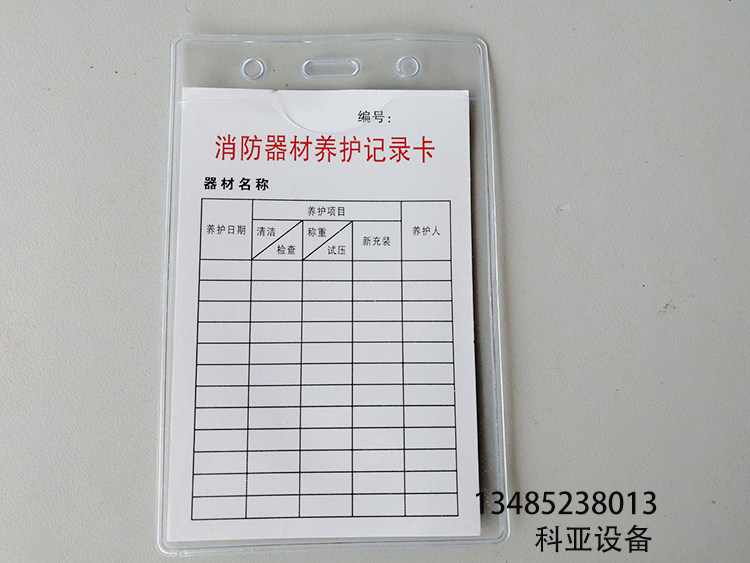 编号：
消防器材养护记录卡
器材名称
养护日期 养护项目 养护人
清洁 检查 称重 试压 新充装
13485238013
科亚设备